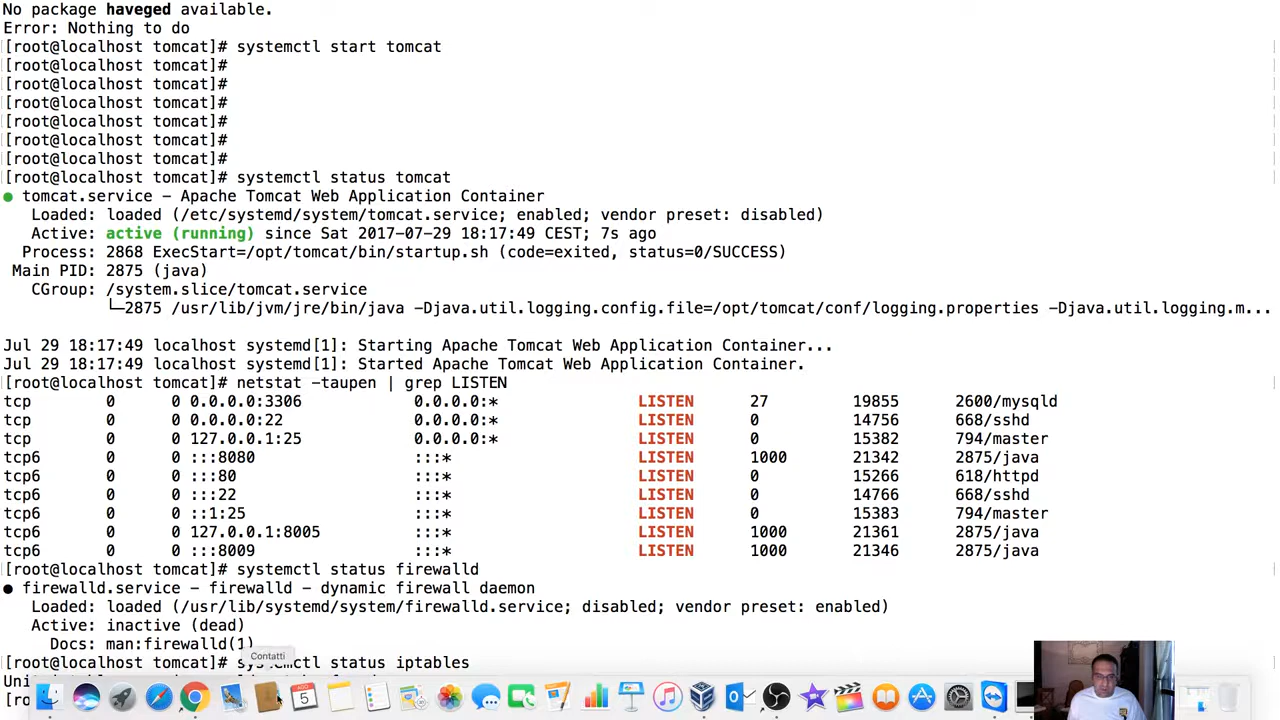 No package haveged available.
Error: Nothing to do
[root@localhost tomcat]# systemctl start tomcat
[root@localhost tomcat]#
[root@localhost tomcat]#
[root@localhost tomcat]#
[root@localhost tomcat]#
[root@localhost tomcat]#
[root@localhost tomcat]#
[root@localhost tomcat]# systemctl status tomcat
● tomcat.service – Apache Tomcat Web Application Container
Loaded: loaded (/etc/systemd/system/tomcat.service; enabled; vendor preset: disabled)
Active: active (running) since Sat 2017-07-29 18:17:49 CEST; 7s ago
Process: 2868 ExecStart=/opt/tomcat/bin/startup.sh (code=exited, status=0/SUCCESS)
Main PID: 2875 (java)
CGroup: /system.slice/tomcat.service
└─2875 /usr/lib/jvm/jre/bin/java -Djava.util.logging.config.file=/opt/tomcat/conf/logging.properties -Djava.util.logging.m...
Jul 29 18:17:49 localhost systemd[1]: Starting Apache Tomcat Web Application Container...
Jul 29 18:17:49 localhost systemd[1]: Started Apache Tomcat Web Application Container.
[root@localhost tomcat]# netstat -taupen | grep LISTEN
tcp 0 0 0.0.0.0:3306 0.0.0.0:* LISTEN 27 19855 2600/mysqld
tcp 0 0 0.0.0.0:22 0.0.0.0:* LISTEN 0 14756 668/sshd
tcp 0 0 127.0.0.1:25 0.0.0.0:* LISTEN 0 15382 794/master
tcp6 0 0 :::8080 :::* LISTEN 1000 21342 2875/java
tcp6 0 0 :::80 :::* LISTEN 0 15266 618/httpd
tcp6 0 0 :::22 :::* LISTEN 0 14766 668/sshd
tcp6 0 0 ::1:25 :::* LISTEN 0 15383 794/master
tcp6 0 0 127.0.0.1:8005 :::* LISTEN 1000 21361 2875/java
tcp6 0 0 :::8009 :::* LISTEN 1000 21346 2875/java
[root@localhost tomcat]# systemctl status firewalld
● firewalld.service – firewalld – dynamic firewall daemon
Loaded: loaded (/usr/lib/systemd/system/firewalld.service; disabled; vendor preset: enabled)
Active: inactive (dead)
Docs: man:firewalld(1)
Contatti
[root@localhost tomcat]# systemctl status iptables
AGO
5